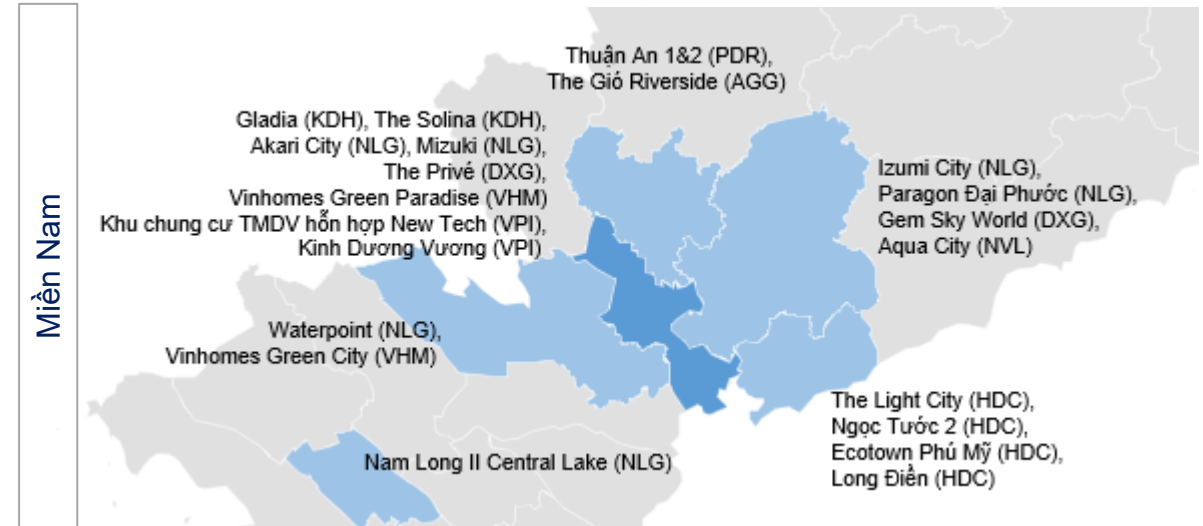 Miền Nam
Thuận An 1&2 (PDR),
The Gió Riverside (AGG)
Gladia (KDH), The Solina (KDH),
Akari City (NLG), Mizuki (NLG),
The Privé (DXG),
Vinhomes Green Paradise (VHM)
Khu chung cư TMDV hỗn hợp New Tech (VPI),
Kinh Dương Vương (VPI)
Izumi City (NLG),
Paragon Đại Phước (NLG),
Gem Sky World (DXG),
Aqua City (NVL)
Waterpoint (NLG),
Vinhomes Green City (VHM)
The Light City (HDC),
Ngọc Tước 2 (HDC),
Ecotown Phú Mỹ (HDC),
Long Điền (HDC)
Nam Long II Central Lake (NLG)